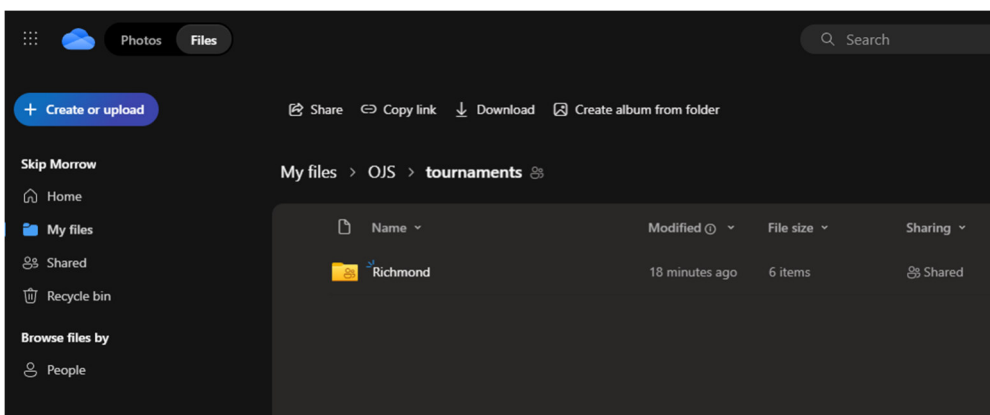 Photos Files
Search
Create or upload
Share Copy link Download Create album from folder
Skip Morrow
My files > OJS > tournaments
Home
Name Modified File size Sharing
My files
Shared
Richmond 18 minutes ago 6 items Shared
Recycle bin
Browse files by
People